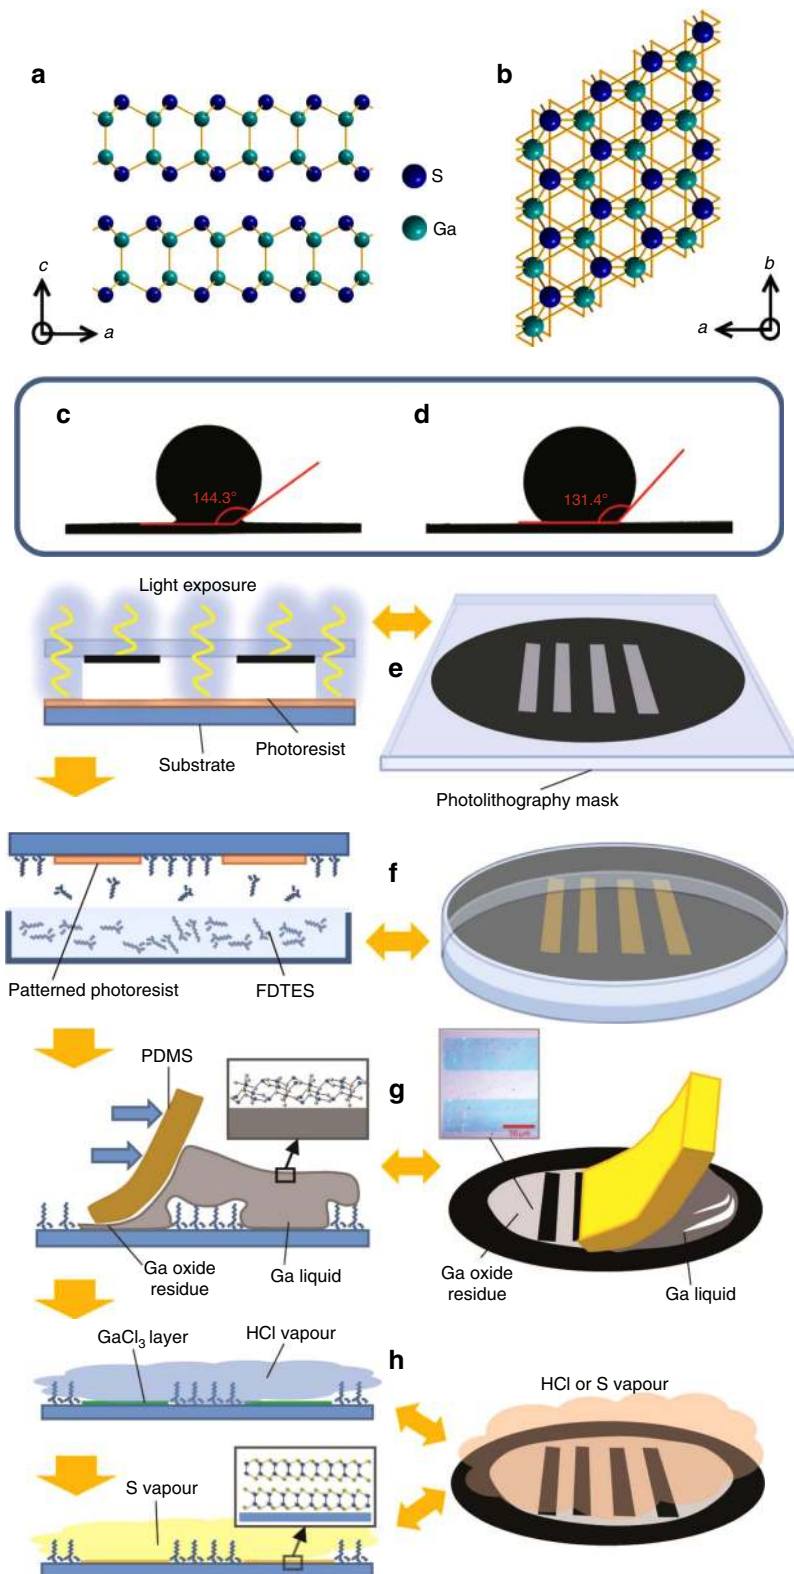 a
b
S
Ga
c
a
b
a
c
d
144.3°
131.4°
Light exposure
e
Photoresist
Substrate
Photolithography mask
f
Patterned photoresist
FDTES
PDMS
g
Ga oxide
residue
Ga liquid
Ga oxide
residue
Ga liquid
GaCl3 layer
HCl vapour
h
HCl or S vapour
S vapour